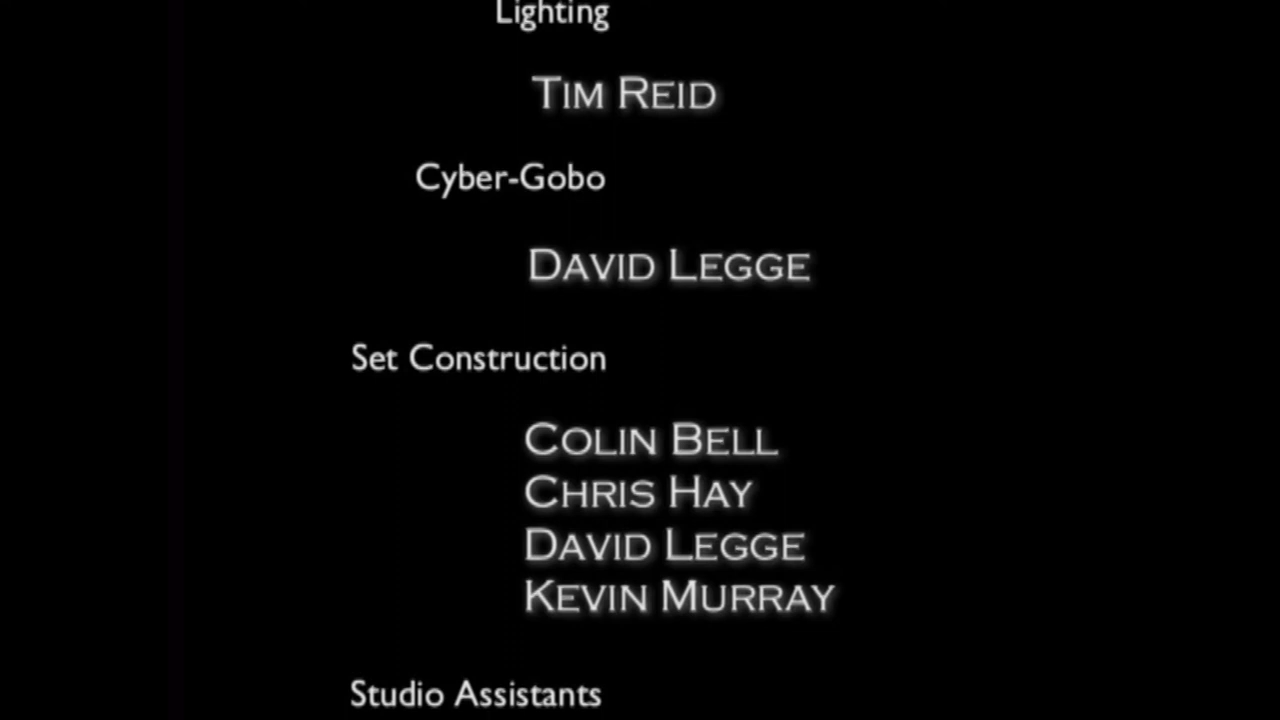 Lighting
TIM REID
Cyber-Gobo
DAVID LEGGE
Set Construction
COLIN BELL
CHRIS HAY
DAVID LEGGE
KEVIN MURRAY
Studio Assistants